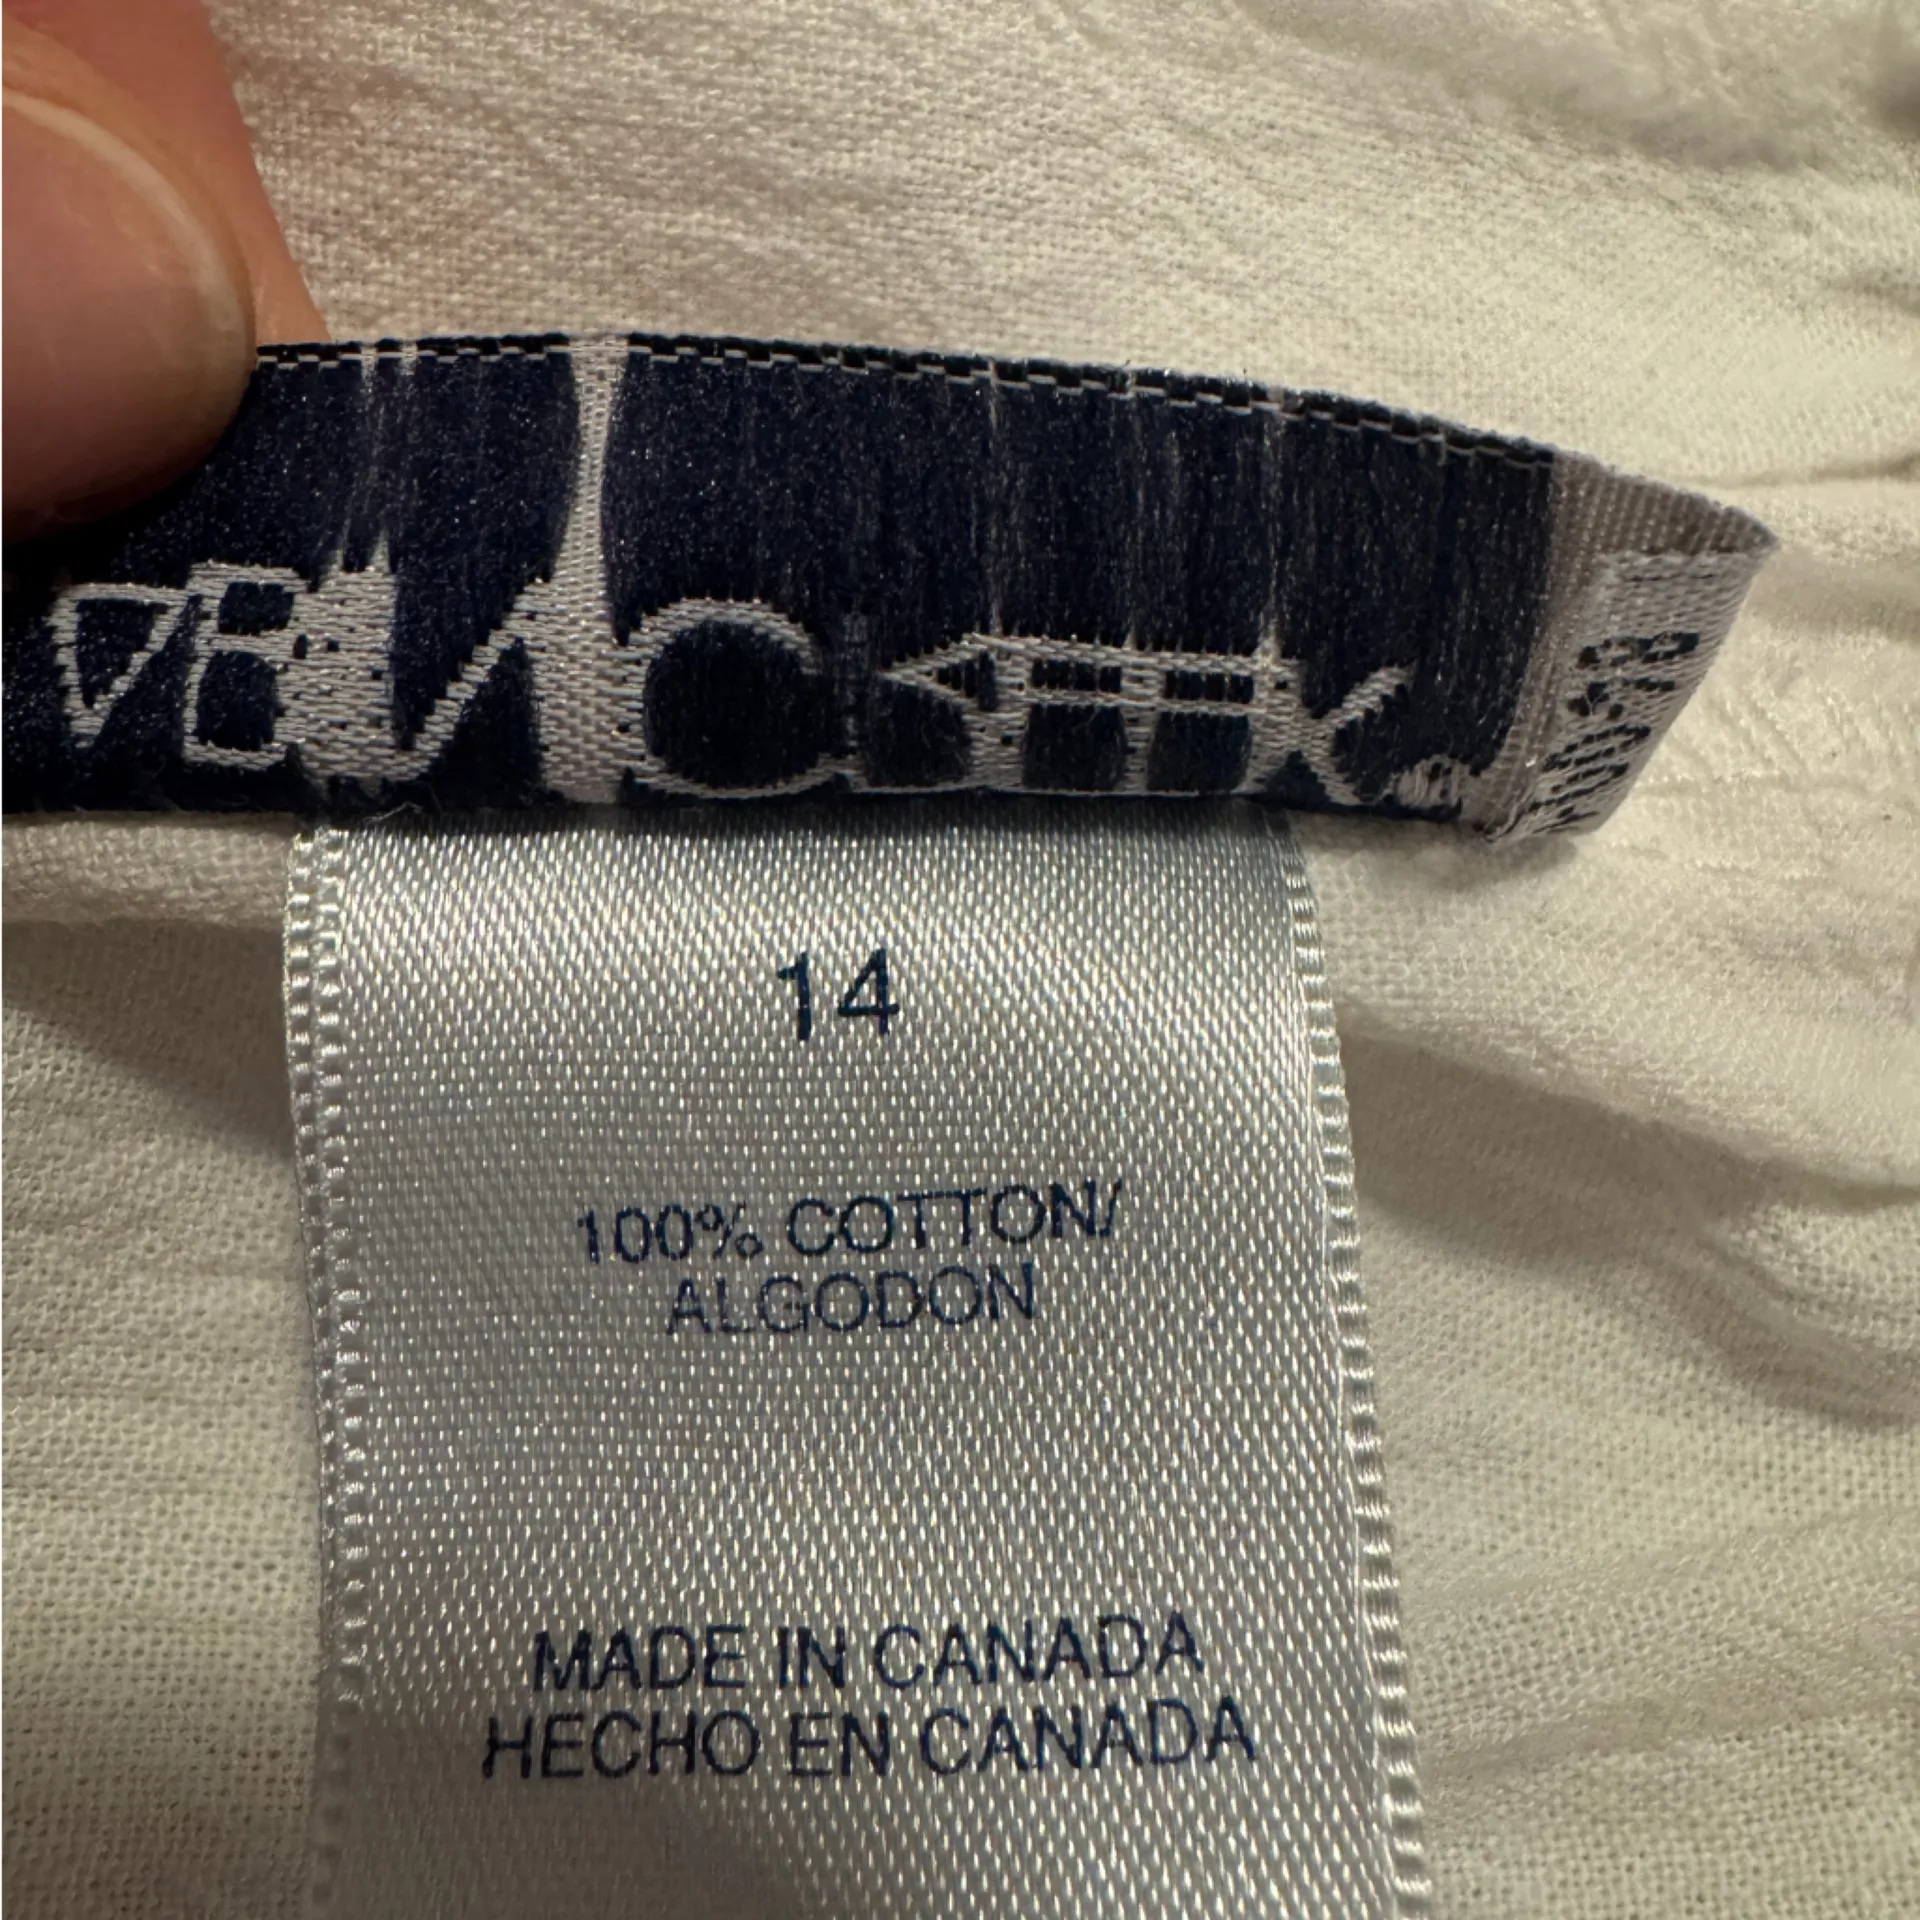 14
100% COTTON/
ALGODON
MADE IN CANADA
HECHO EN CANADA